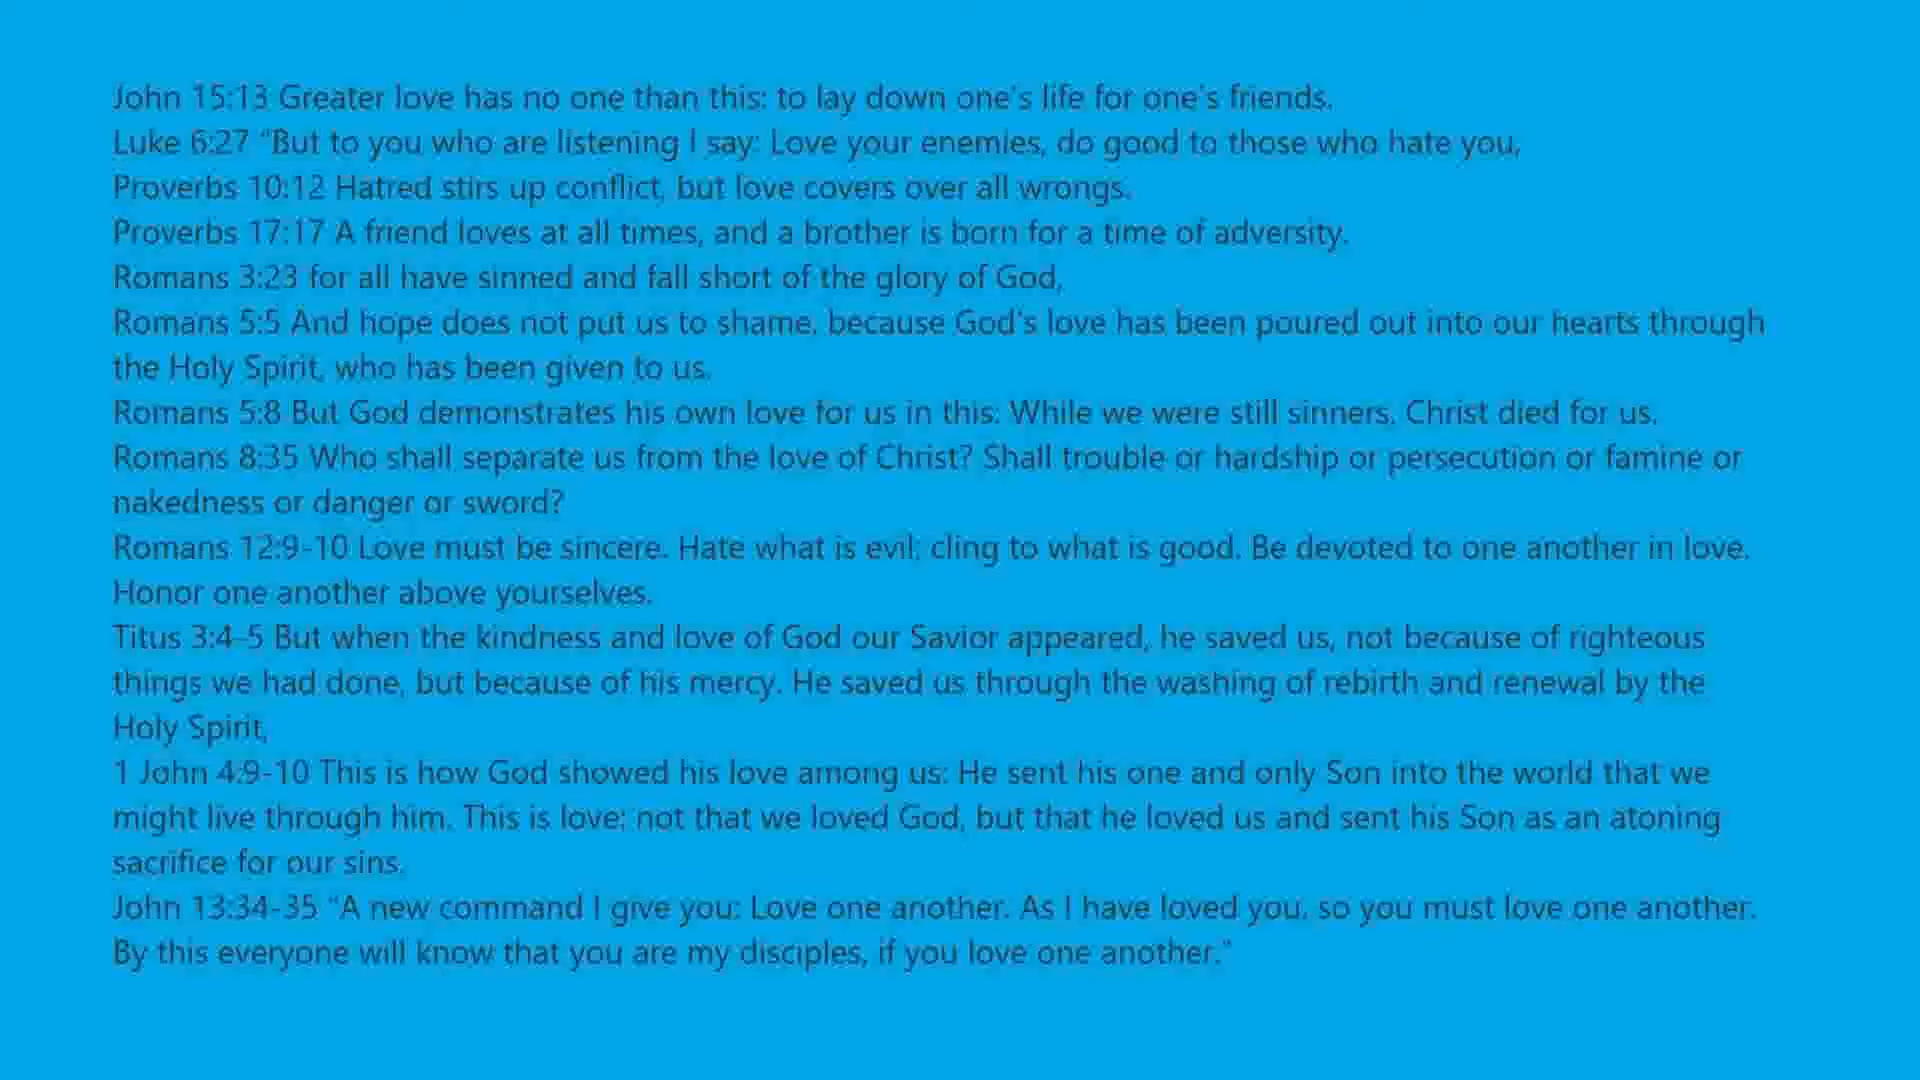 John 15:13 Greater love has no one than this: to lay down one's life for one's friends.
Luke 6:27 "But to you who are listening I say: Love your enemies, do good to those who hate you,
Proverbs 10:12 Hatred stirs up conflict, but love covers over all wrongs.
Proverbs 17:17 A friend loves at all times, and a brother is born for a time of adversity.
Romans 3:23 for all have sinned and fall short of the glory of God,
Romans 5:5 And hope does not put us to shame, because God's love has been poured out into our hearts through
the Holy Spirit, who has been given to us.
Romans 5:8 But God demonstrates his own love for us in this: While we were still sinners, Christ died for us.
Romans 8:35 Who shall separate us from the love of Christ? Shall trouble or hardship or persecution or famine or
nakedness or danger or sword?
Romans 12:9-10 Love must be sincere. Hate what is evil; cling to what is good. Be devoted to one another in love.
Honor one another above yourselves.
Titus 3:4-5 But when the kindness and love of God our Savior appeared, he saved us, not because of righteous
things we had done, but because of his mercy. He saved us through the washing of rebirth and renewal by the
Holy Spirit,
1 John 4:9-10 This is how God showed his love among us: He sent his one and only Son into the world that we
might live through him. This is love: not that we loved God, but that he loved us and sent his Son as an atoning
sacrifice for our sins.
John 13:34-35 "A new command I give you: Love one another. As I have loved you, so you must love one another.
By this everyone will know that you are my disciples, if you love one another."